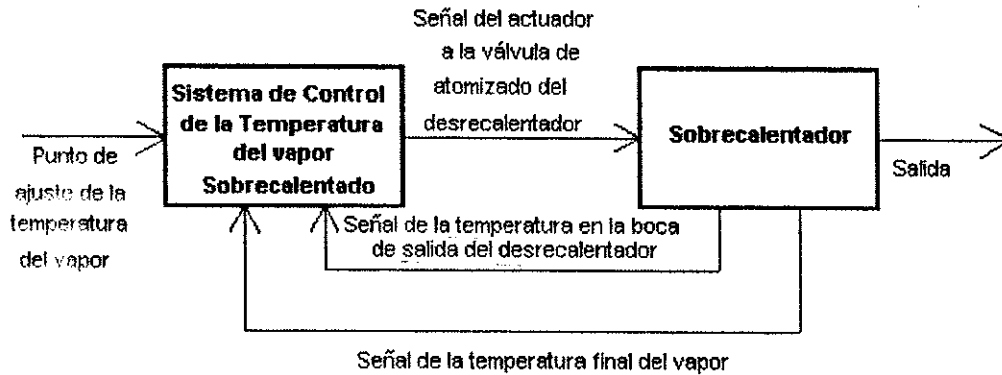 Señal del actuador
a la válvula de
atomizado del
desrecalentador
Sistema de Control
de la Temperatura
del vapor
Sobrecalentado
Sobrecalentador
Punto de
ajuste de la
temperatura
del vapor
Salida
Señal de la temperatura en la boca
de salida del desrecalentador
Señal de la temperatura final del vapor